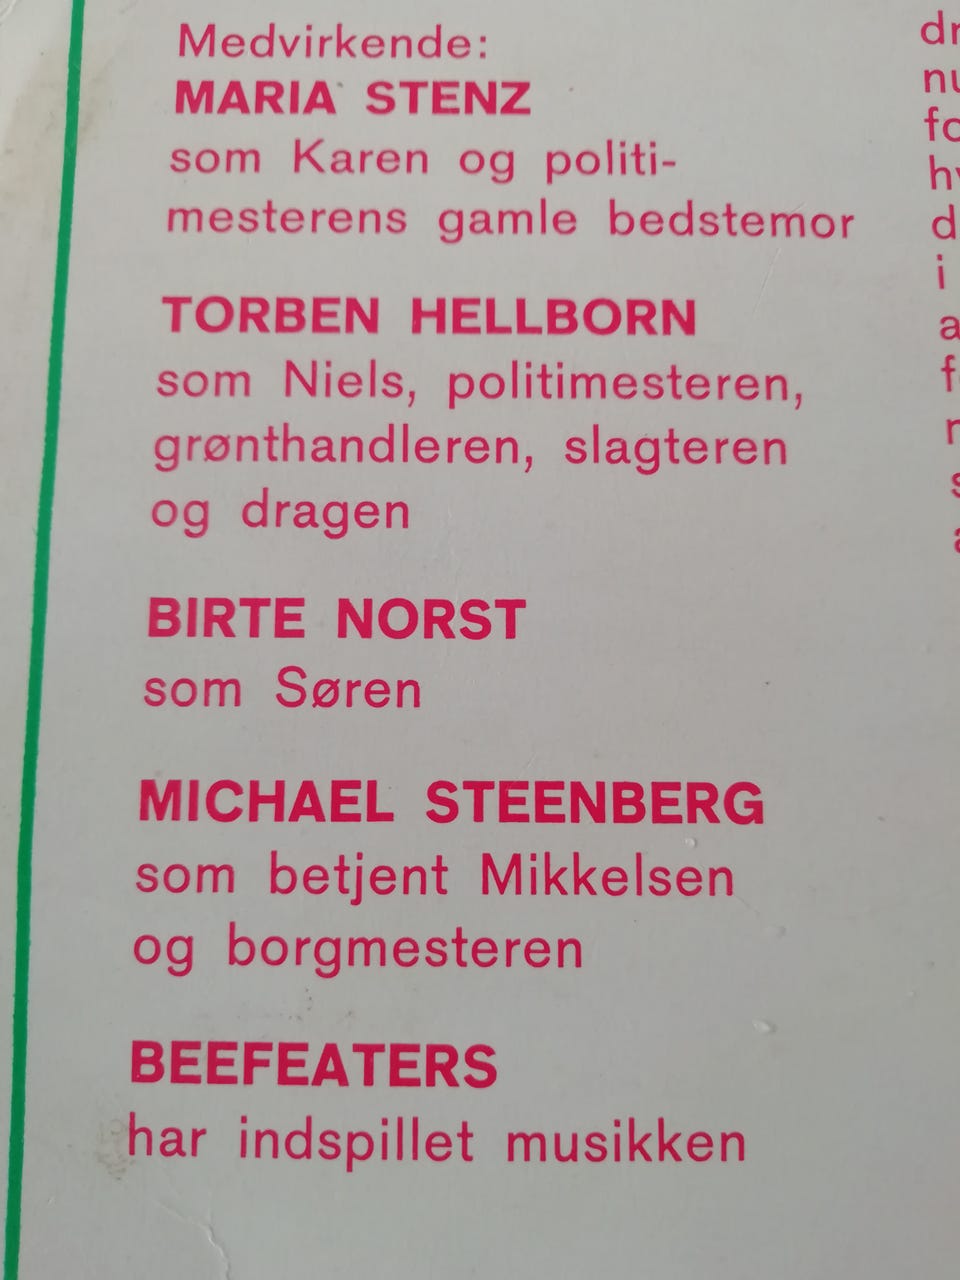 Medvirkende:
MARIA STENZ
som Karen og politi-
mesterens gamle bedstemor
TORBEN HELLBORN
som Niels, politimesteren,
grønthandleren, slagteren
og dragen
BIRTE NORST
som Søren
MICHAEL STEENBERG
som betjent Mikkelsen
og borgmesteren
BEEFEATERS
har indspillet musikken
i